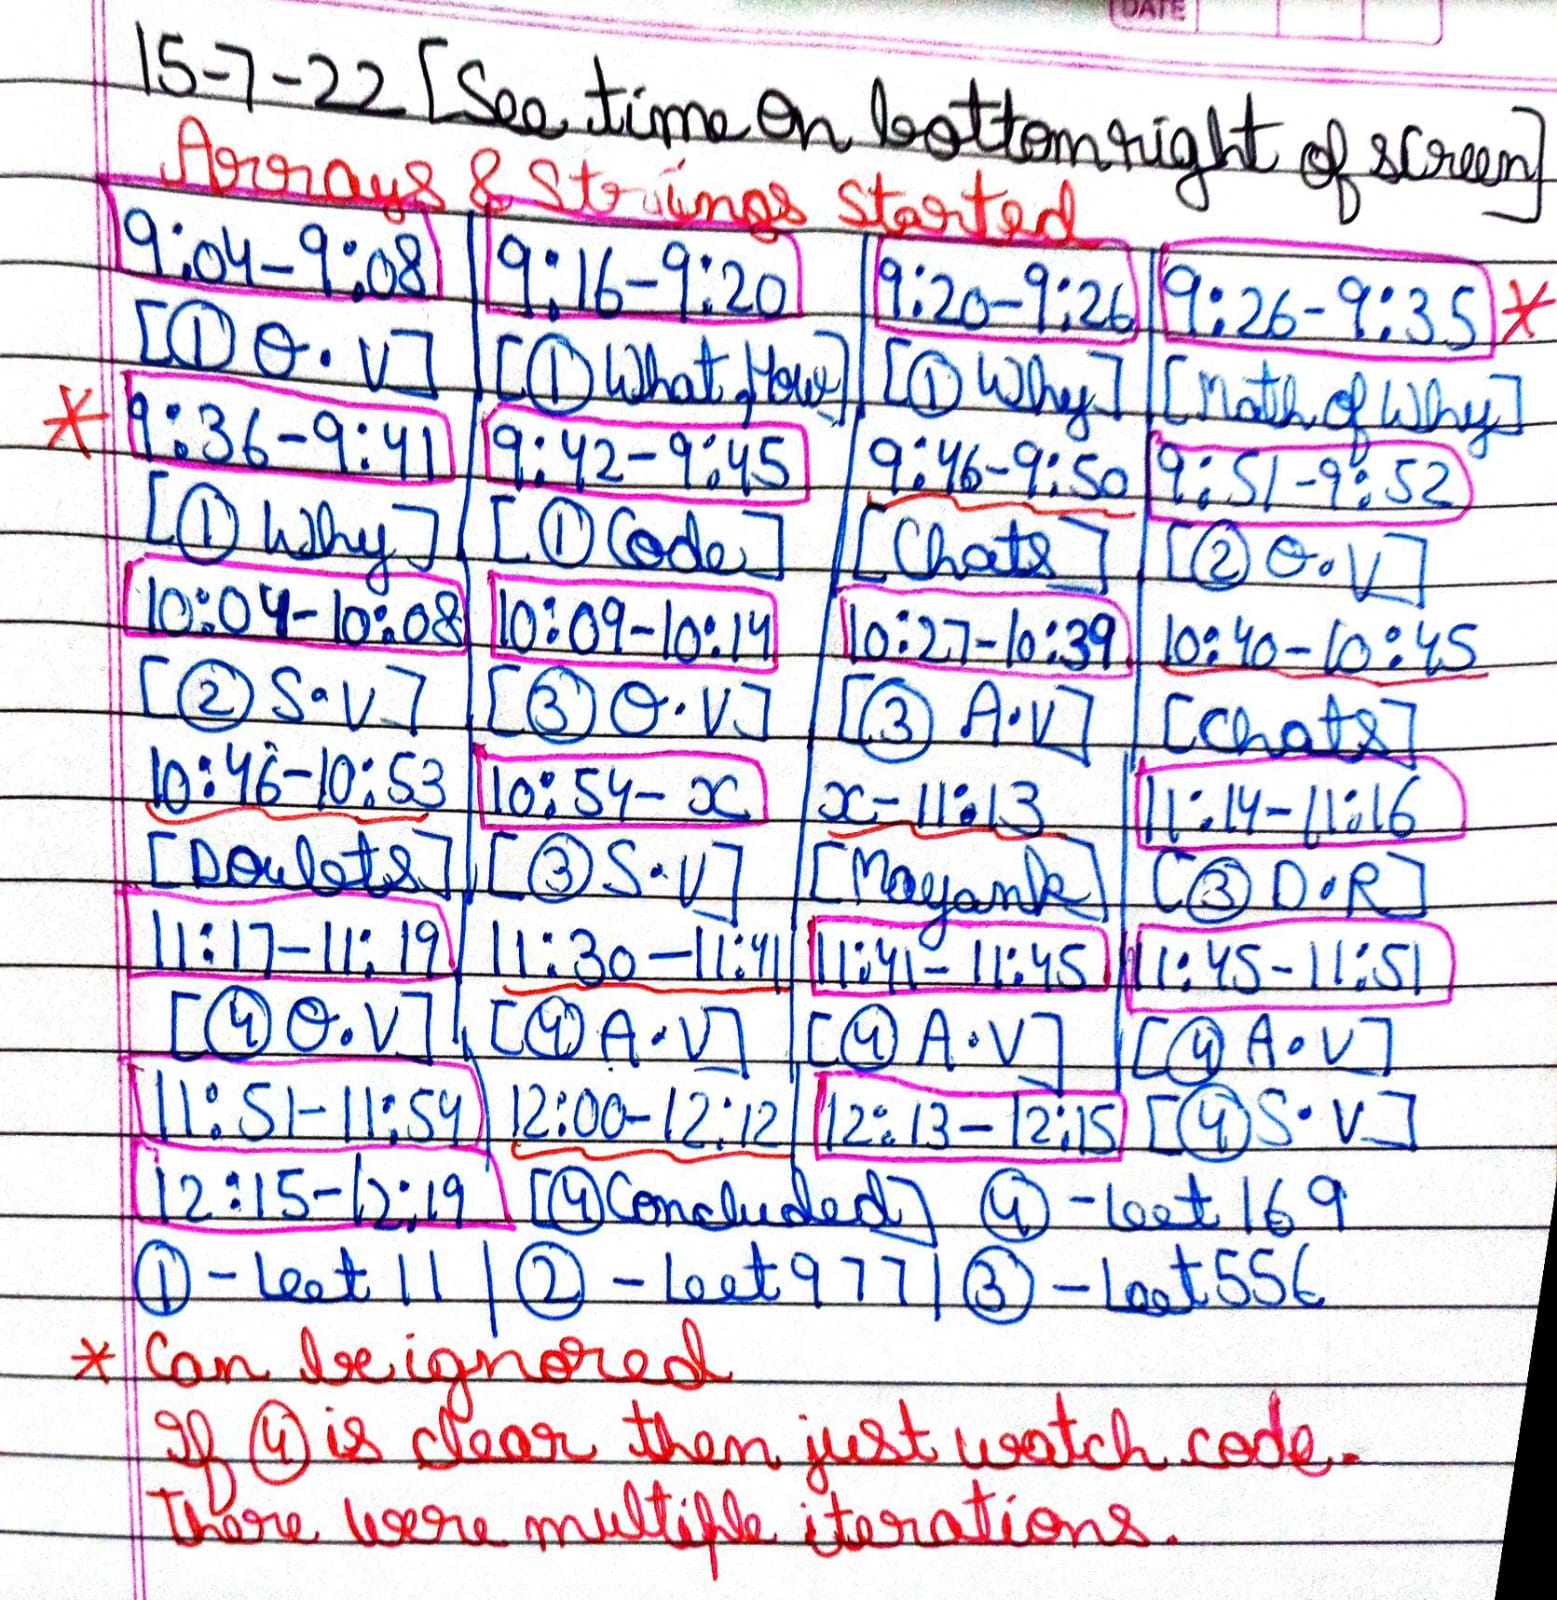 DATE
15-7-22 [See time on bottom right of screen]
Arrays & Strings started
9:04-9:08 | 9:16-9:20 | 9:20-9:26 | 9:26-9:35 *
[① Q.V] | [① What, How] | [① Why] | [Math of Why]
* 9:36-9:41 | 9:42-9:45 | 9:46-9:50 | 9:51-9:52
[① Why] | [① Code] | [Chats] | [② Q.V]
10:04-10:08 | 10:09-10:14 | 10:27-10:39 | 10:40-10:45
[② S.V] | [③ Q.V] | [③ A.V] | [Chats]
10:46-10:53 | 10:54-x | x-11:13 | 11:14-11:16
[Doubts] | [③ S.V] | [Mayank] | [③ D.R]
11:17-11:19 | 11:30-11:41 | 11:41-11:45 | 11:45-11:51
[④ Q.V] | [④ A.V] | [④ A.V] | [④ A.V]
11:51-11:59 | 12:00-12:12 | 12:13-12:15 [④ S.V]
12:15-12:19 [④ Concluded] ④ -leet 169
① -leet 11 | ② -leet 977 | ③ -leet 556
* Can be ignored
If ④ is clear then just watch code.
There were multiple iterations.